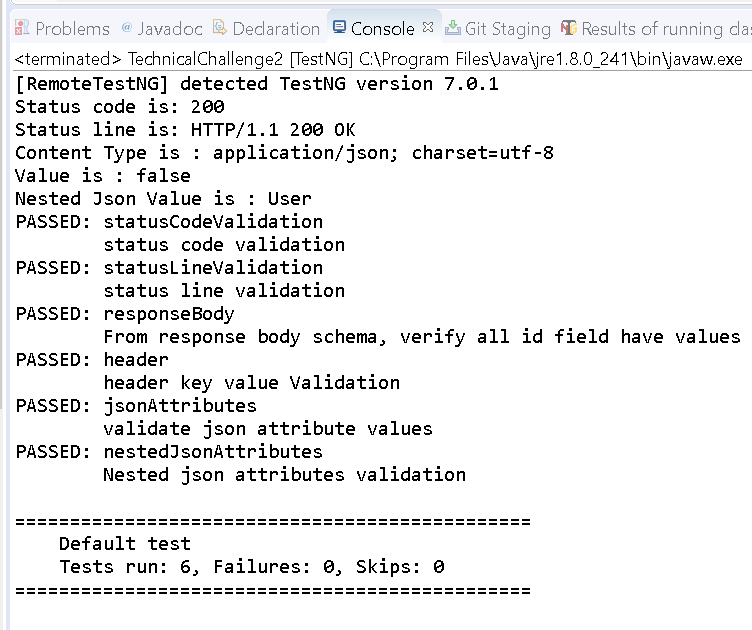 Problems @ Javadoc Declaration Console Git Staging Results of running
<terminated> TechnicalChallenge2 [TestNG] C:\Program Files\Java\jre1.8.0_241\bin\javaw.exe
[RemoteTestNG] detected TestNG version 7.0.1
Status code is: 200
Status line is: HTTP/1.1 200 OK
Content Type is : application/json; charset=utf-8
Value is : false
Nested Json Value is : User
PASSED: statusCodeValidation
status code validation
PASSED: statusLineValidation
status line validation
PASSED: responseBody
From response body schema, verify all id field have values
PASSED: header
header key value Validation
PASSED: jsonAttributes
validate json attribute values
PASSED: nestedJsonAttributes
Nested json attributes validation
===============================================
Default test
Tests run: 6, Failures: 0, Skips: 0
===============================================